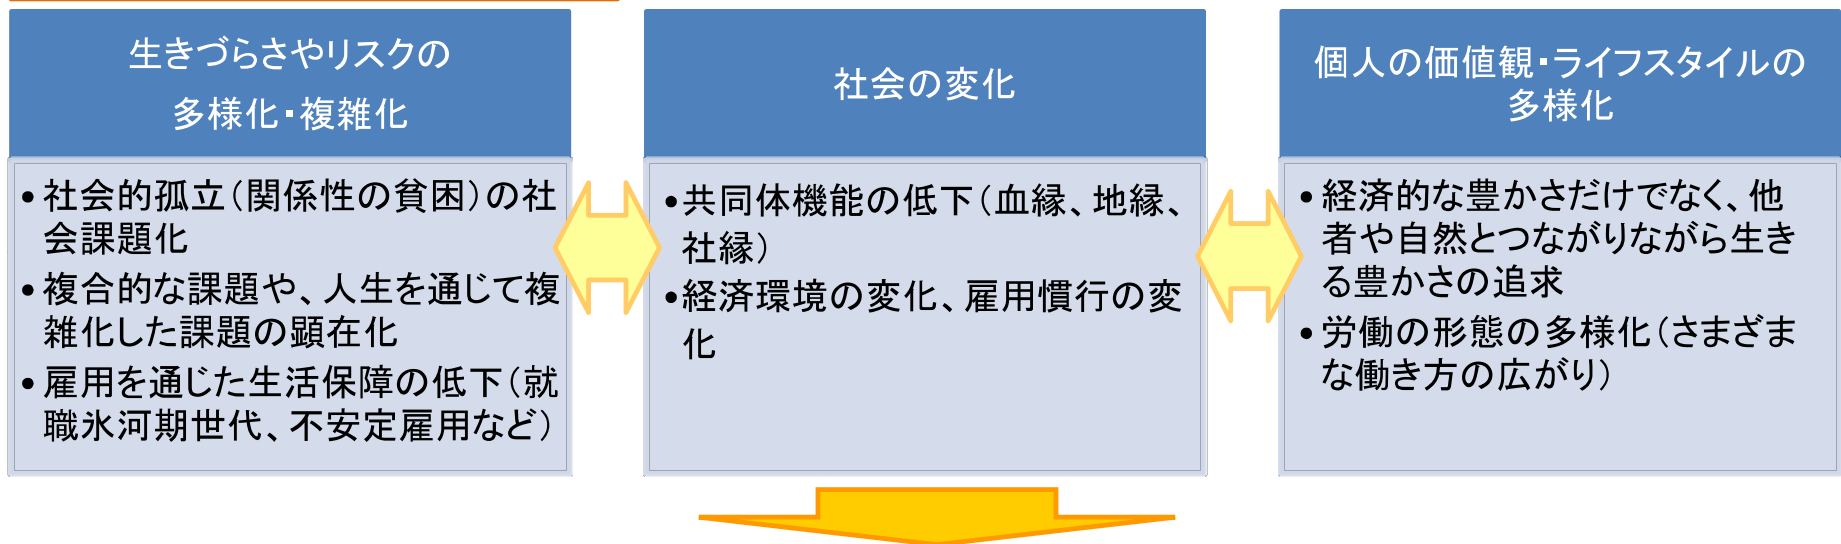 生きづらさやリスクの
多様化・複雑化
・社会的孤立（関係性の貧困）の社
会課題化
・複合的な課題や、人生を通じて複
雑化した課題の顕在化
・雇用を通じた生活保障の低下（就
職氷河期世代、不安定雇用など）
社会の変化
・共同体機能の低下（血縁、地縁、
社縁）
・経済環境の変化、雇用慣行の変
化
個人の価値観・ライフスタイルの
多様化
・経済的な豊かさだけでなく、他
者や自然とつながりながら生き
る豊かさの追求
・労働の形態の多様化（さまざま
な働き方の広がり）